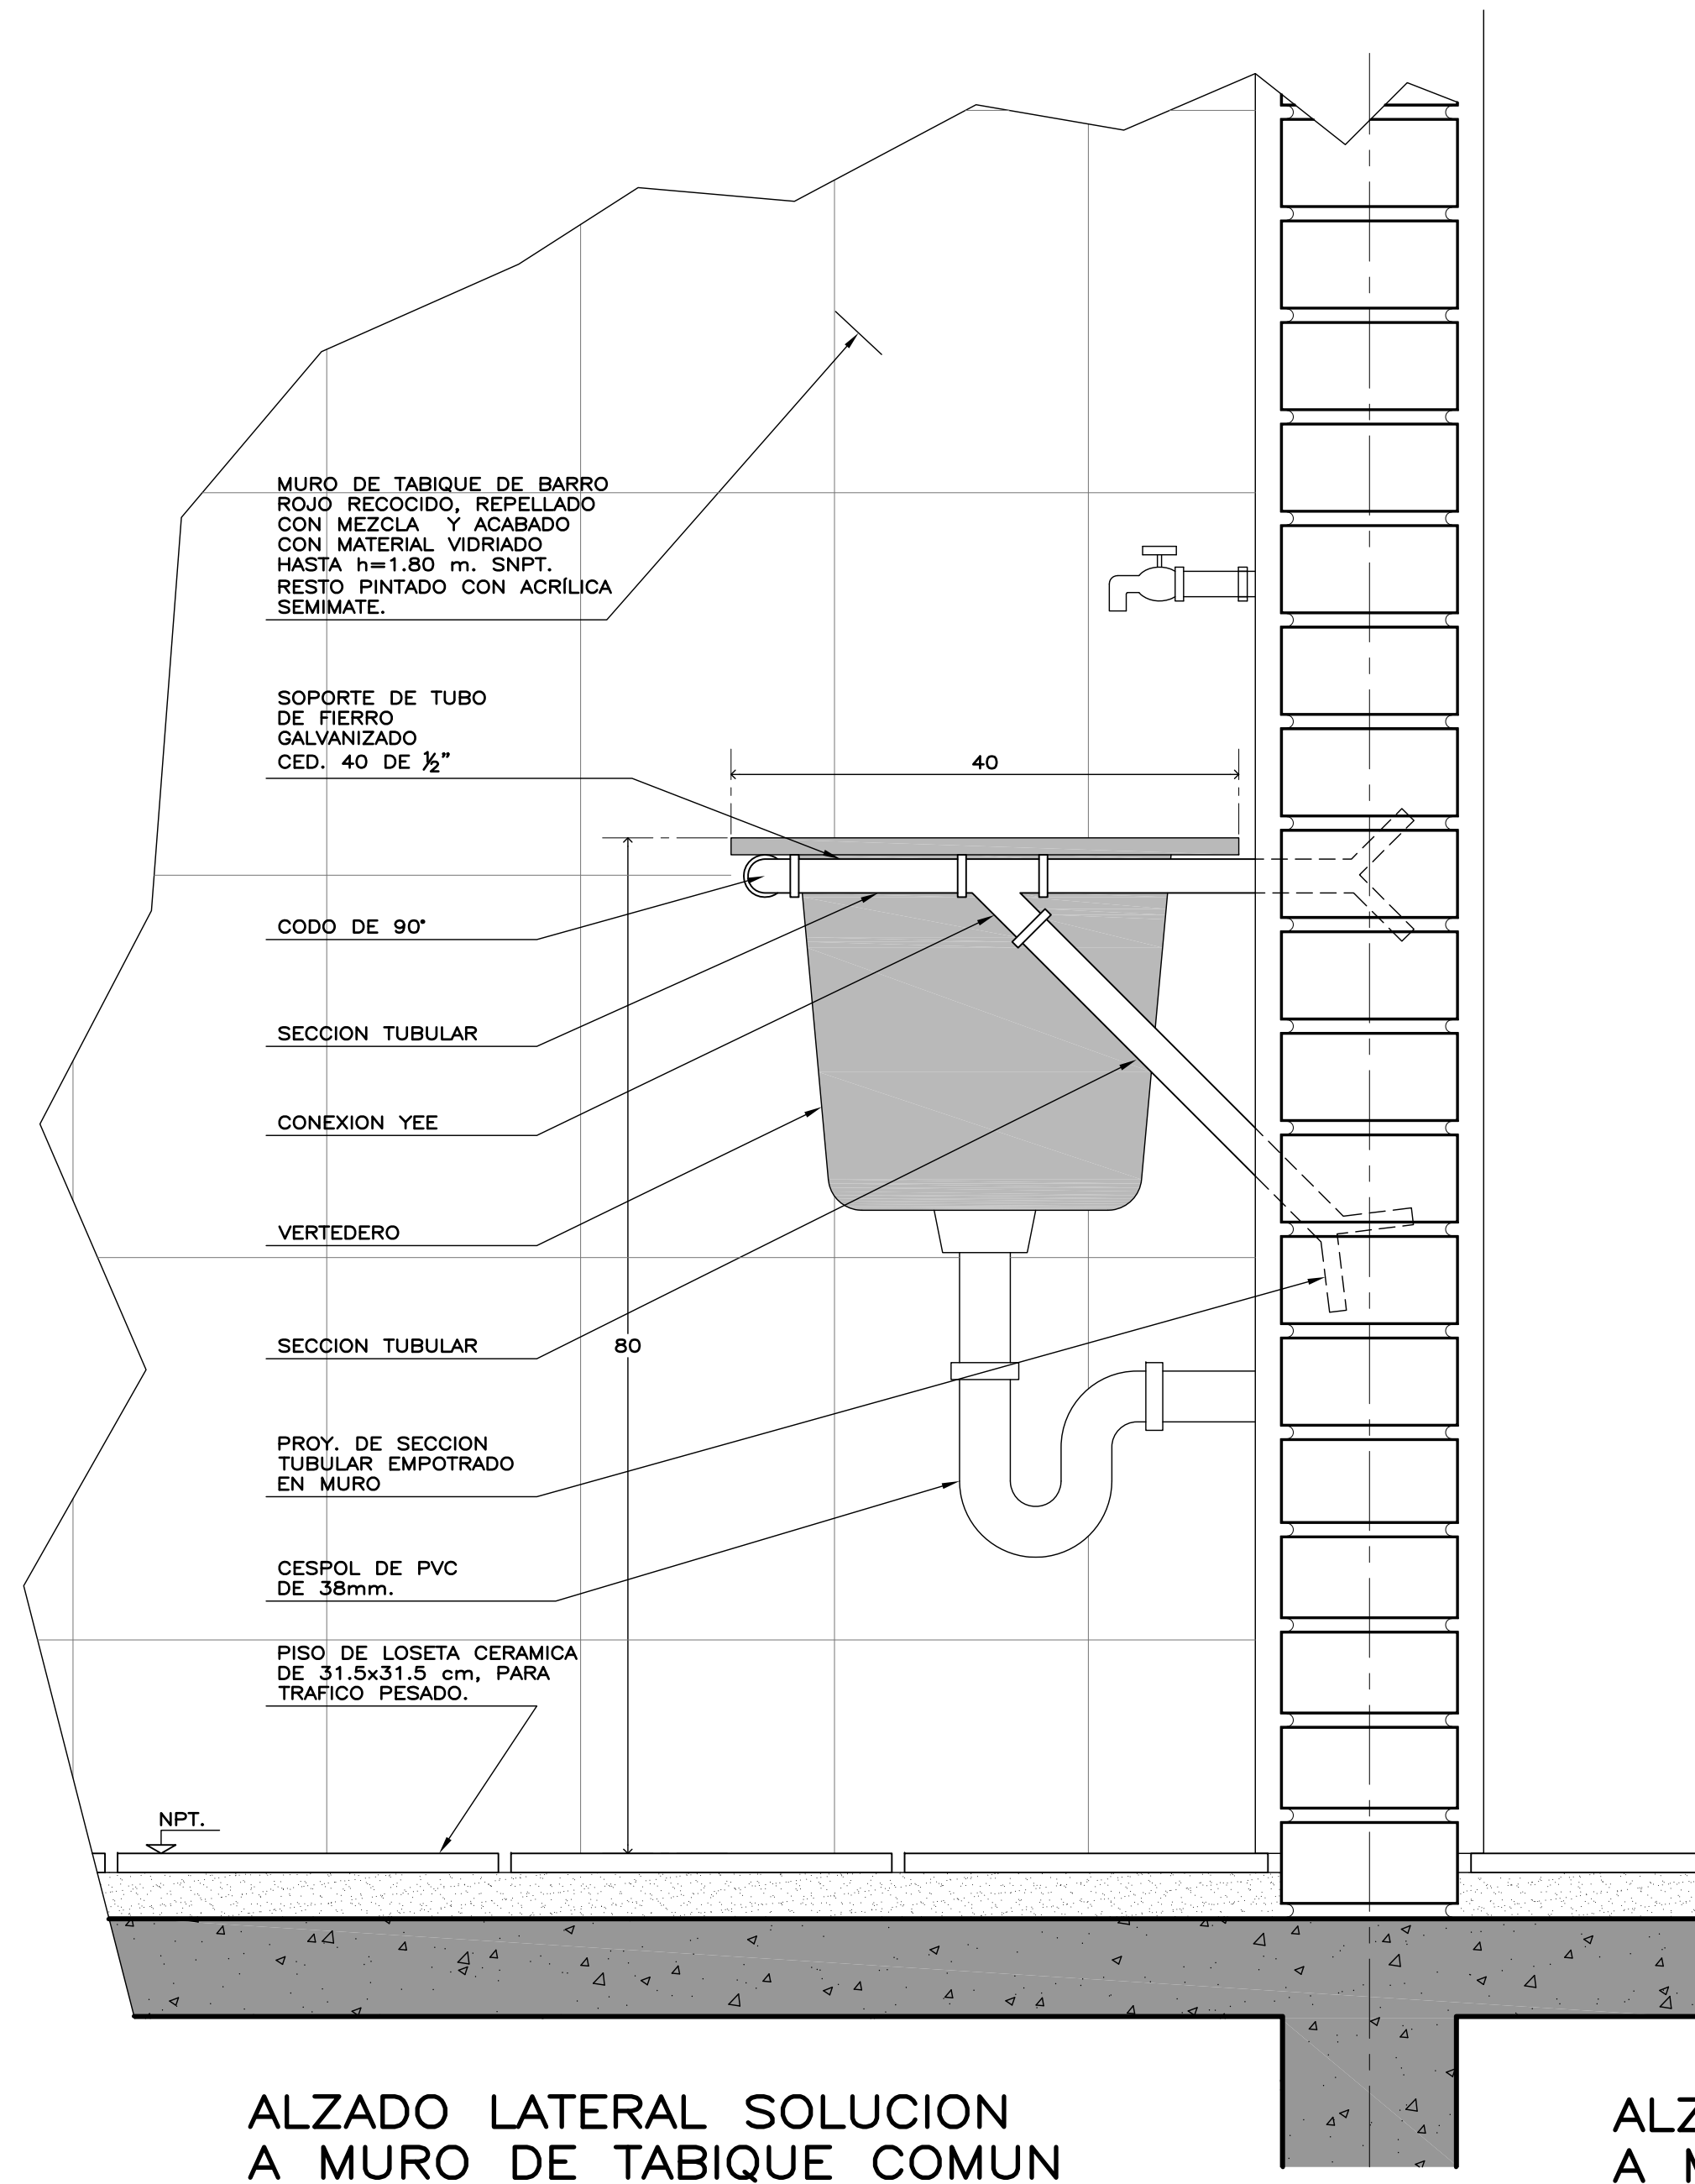 MURO DE TABIQUE DE BARRO
ROJO RECOCIDO, REPELLADO
CON MEZCLA Y ACABADO
CON MATERIAL VIDRIADO
HASTA h=1.80 m. SNPT.
RESTO PINTADO CON ACRÍLICA
SEMIMATE.
SOPORTE DE TUBO
DE FIERRO
GALVANIZADO
CED. 40 DE ½"
40
CODO DE 90°
SECCION TUBULAR
CONEXION YEE
VERTEDERO
SECCION TUBULAR
80
PROY. DE SECCION
TUBULAR EMPOTRADO
EN MURO
CESPOL DE PVC
DE 38mm.
PISO DE LOSETA CERAMICA
DE 31.5x31.5 cm, PARA
TRAFICO PESADO.
NPT.
ALZADO LATERAL SOLUCION
A MURO DE TABIQUE COMUN
ALZ
A M